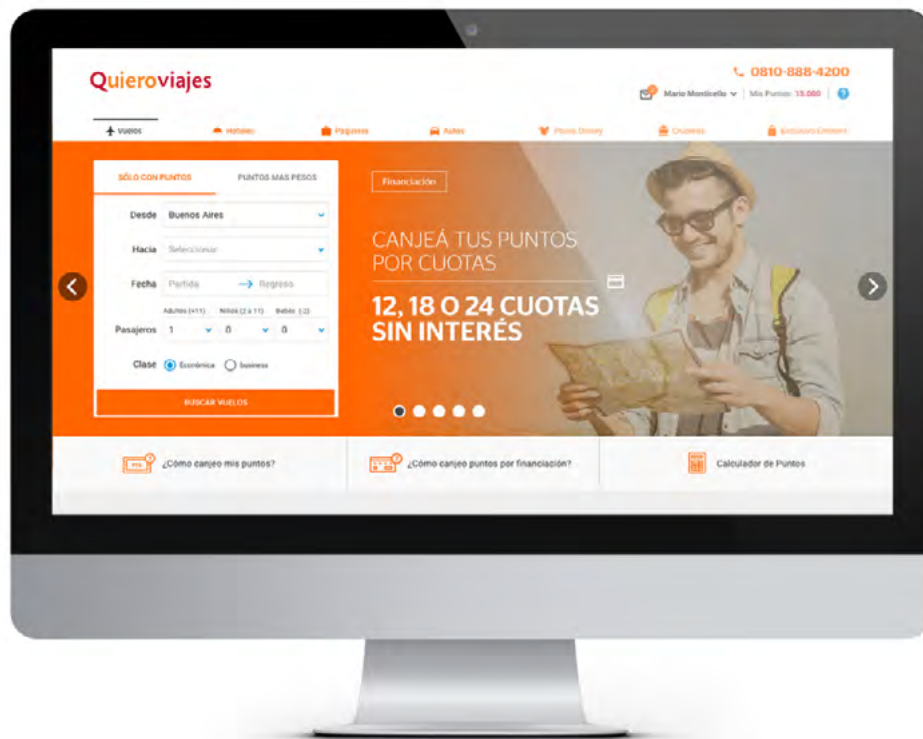 Quieroviajes
0810-888-4200
Mario Monticello
Mis Puntos: 15.000
?
Vuelos
Hoteles
Paquetes
Autos
Disney
Cruceros
Exclusivo Eminent
SÓLO CON PUNTOS
PUNTOS MAS PESOS
Desde Buenos Aires
Hacia Seleccionar
Fecha Partida Regreso
Adultos (+11) Niños (2 a 11) Bebés (-2)
Pasajeros 1 0 0
Clase Económica business
BUSCAR VUELOS
Financiación
CANJEÁ TUS PUNTOS
POR CUOTAS
12, 18 O 24 CUOTAS
SIN INTERÉS
¿Cómo canjeo mis puntos?
¿Cómo canjeo puntos por financiación?
Calculador de Puntos